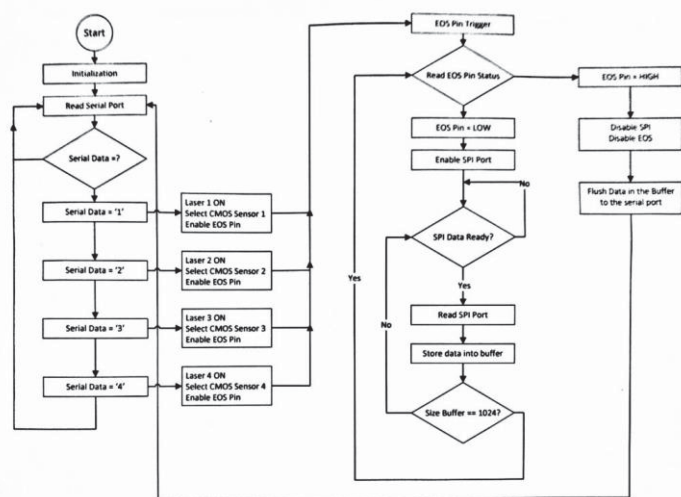 Start
Initialization
Read Serial Port
Serial Data =?
Serial Data = '1'
Laser 1 ON
Select CMOS Sensor 1
Enable EOS Pin
Serial Data = '2'
Laser 2 ON
Select CMOS Sensor 2
Enable EOS Pin
Serial Data = '3'
Laser 3 ON
Select CMOS Sensor 3
Enable EOS Pin
Serial Data = '4'
Laser 4 ON
Select CMOS Sensor 4
Enable EOS Pin
EOS Pin Trigger
Read EOS Pin Status
EOS Pin = LOW
Enable SPI Port
No
SPI Data Ready?
Yes
Yes
No
Read SPI Port
Store data into buffer
Size Buffer == 1024?
EOS Pin = HIGH
Disable SPI
Disable EOS
Flush Data in the Buffer
to the serial port